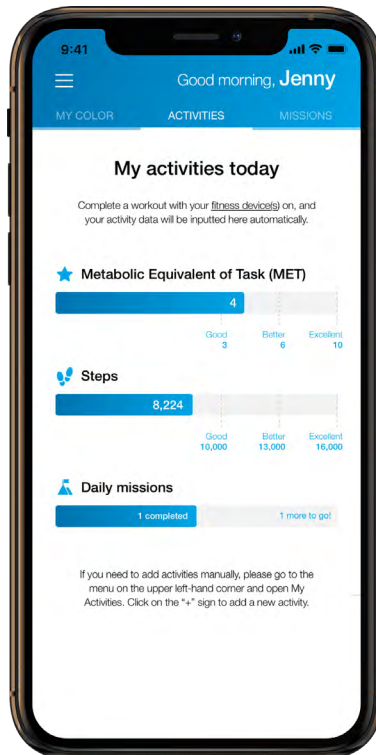 9:41
Good morning, Jenny
MY COLOR ACTIVITIES MISSIONS
My activities today
Complete a workout with your fitness device(s) on, and
your activity data will be inputted here automatically.
Metabolic Equivalent of Task (MET)
4
Good Better Excellent
3 6 10
Steps
8,224
Good Better Excellent
10,000 13,000 16,000
Daily missions
1 completed 1 more to go!
If you need to add activities manually, please go to the
menu on the upper left-hand corner and open My
Activities. Click on the "+" sign to add a new activity.